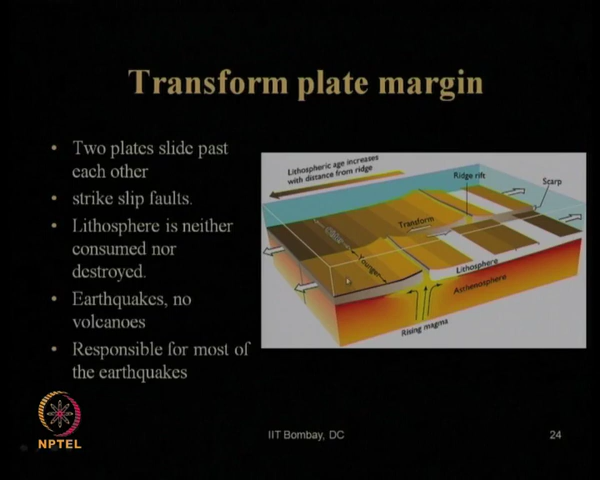 Transform plate margin
• Two plates slide past
each other
• strike slip faults.
• Lithosphere is neither
consumed nor
destroyed.
• Earthquakes, no
volcanoes
• Responsible for most of
the earthquakes
Lithospheric age increases
with distance from ridge
Ridge rift
Scarp
Transform
Older
Younger
Lithosphere
Asthenosphere
Rising magma
NPTEL
IIT Bombay, DC
24